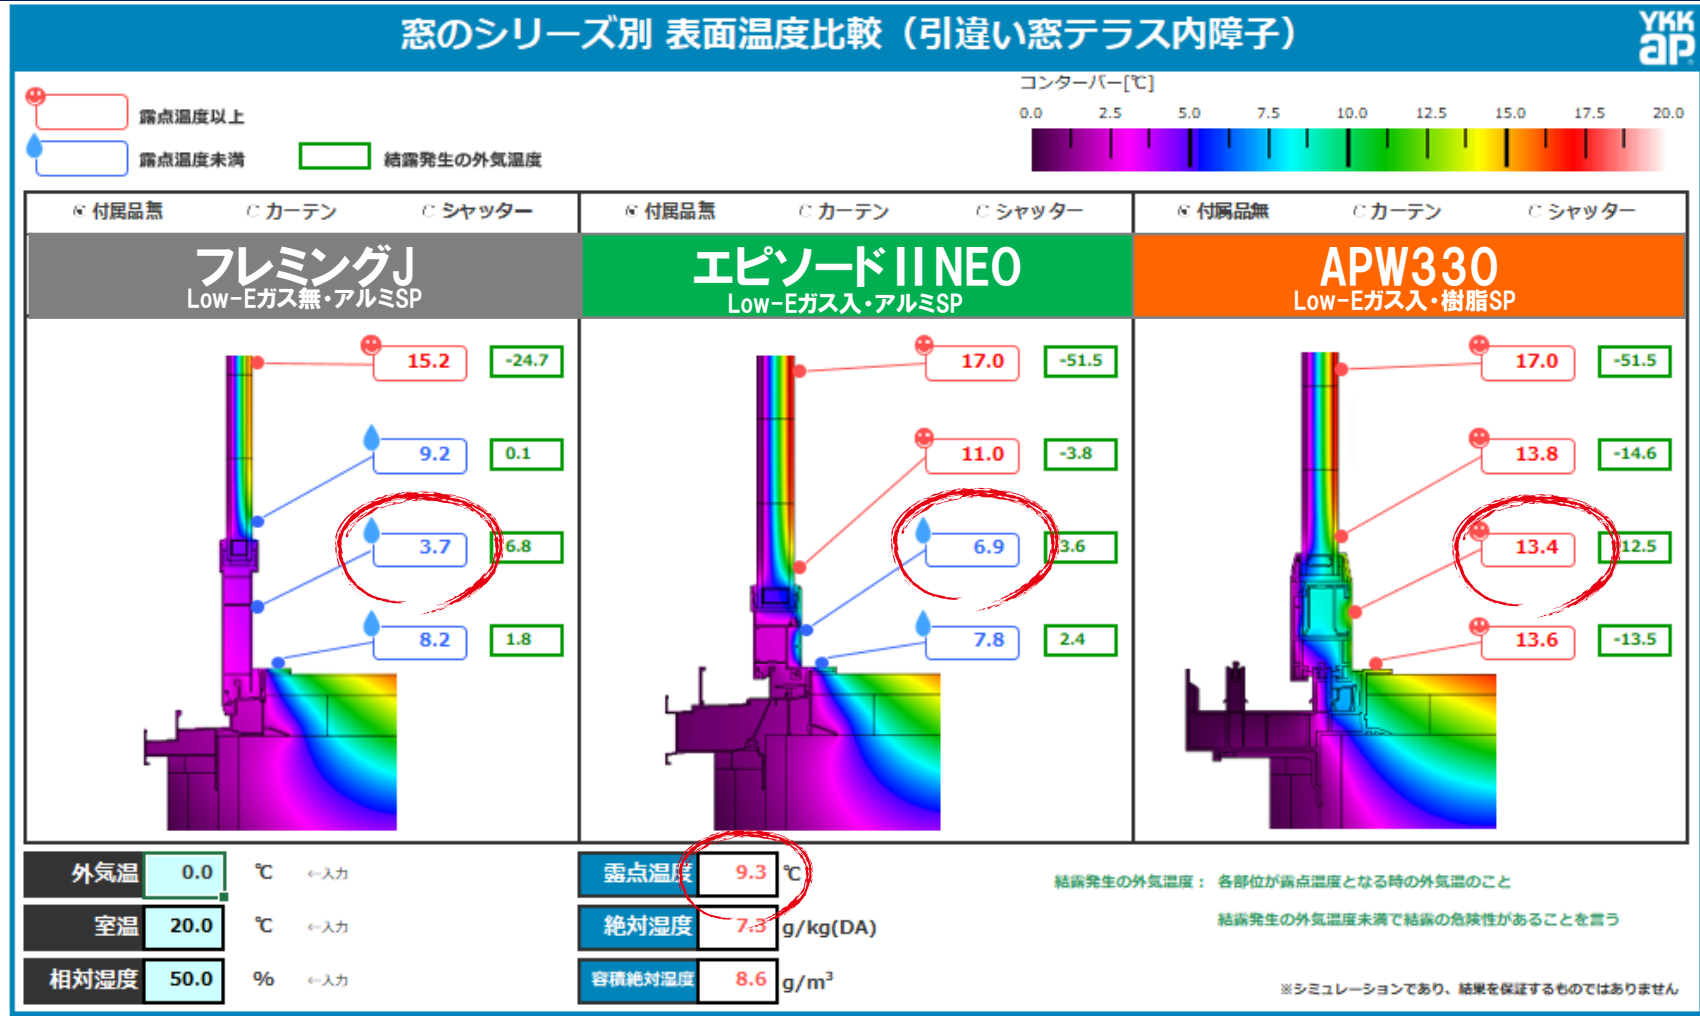 窓のシリーズ別 表面温度比較（引違い窓テラス内障子）
YKK
ap
露点温度以上
露点温度未満
結露発生の外気温度
コンターバー[℃]
0.0 2.5 5.0 7.5 10.0 12.5 15.0 17.5 20.0
付属品無 カーテン シャッター
フレミングJ
Low-Eガス無・アルミSP
15.2 -24.7
9.2 0.1
3.7 6.8
8.2 1.8
付属品無 カーテン シャッター
エピソードⅡNEO
Low-Eガス入・アルミSP
17.0 -51.5
11.0 -3.8
6.9 3.6
7.8 2.4
付属品無 カーテン シャッター
APW330
Low-Eガス入・樹脂SP
17.0 -51.5
13.8 -14.6
13.4 -12.5
13.6 -13.5
外気温 0.0 ℃ ←入力
室温 20.0 ℃ ←入力
相対湿度 50.0 % ←入力
露点温度 9.3 ℃
絶対湿度 7.3 g/kg(DA)
容積絶対湿度 8.6 g/m³
結露発生の外気温度： 各部位が露点温度となる時の外気温のこと
結露発生の外気温度未満で結露の危険性があることを言う
※シミュレーションであり、結果を保証するものではありません